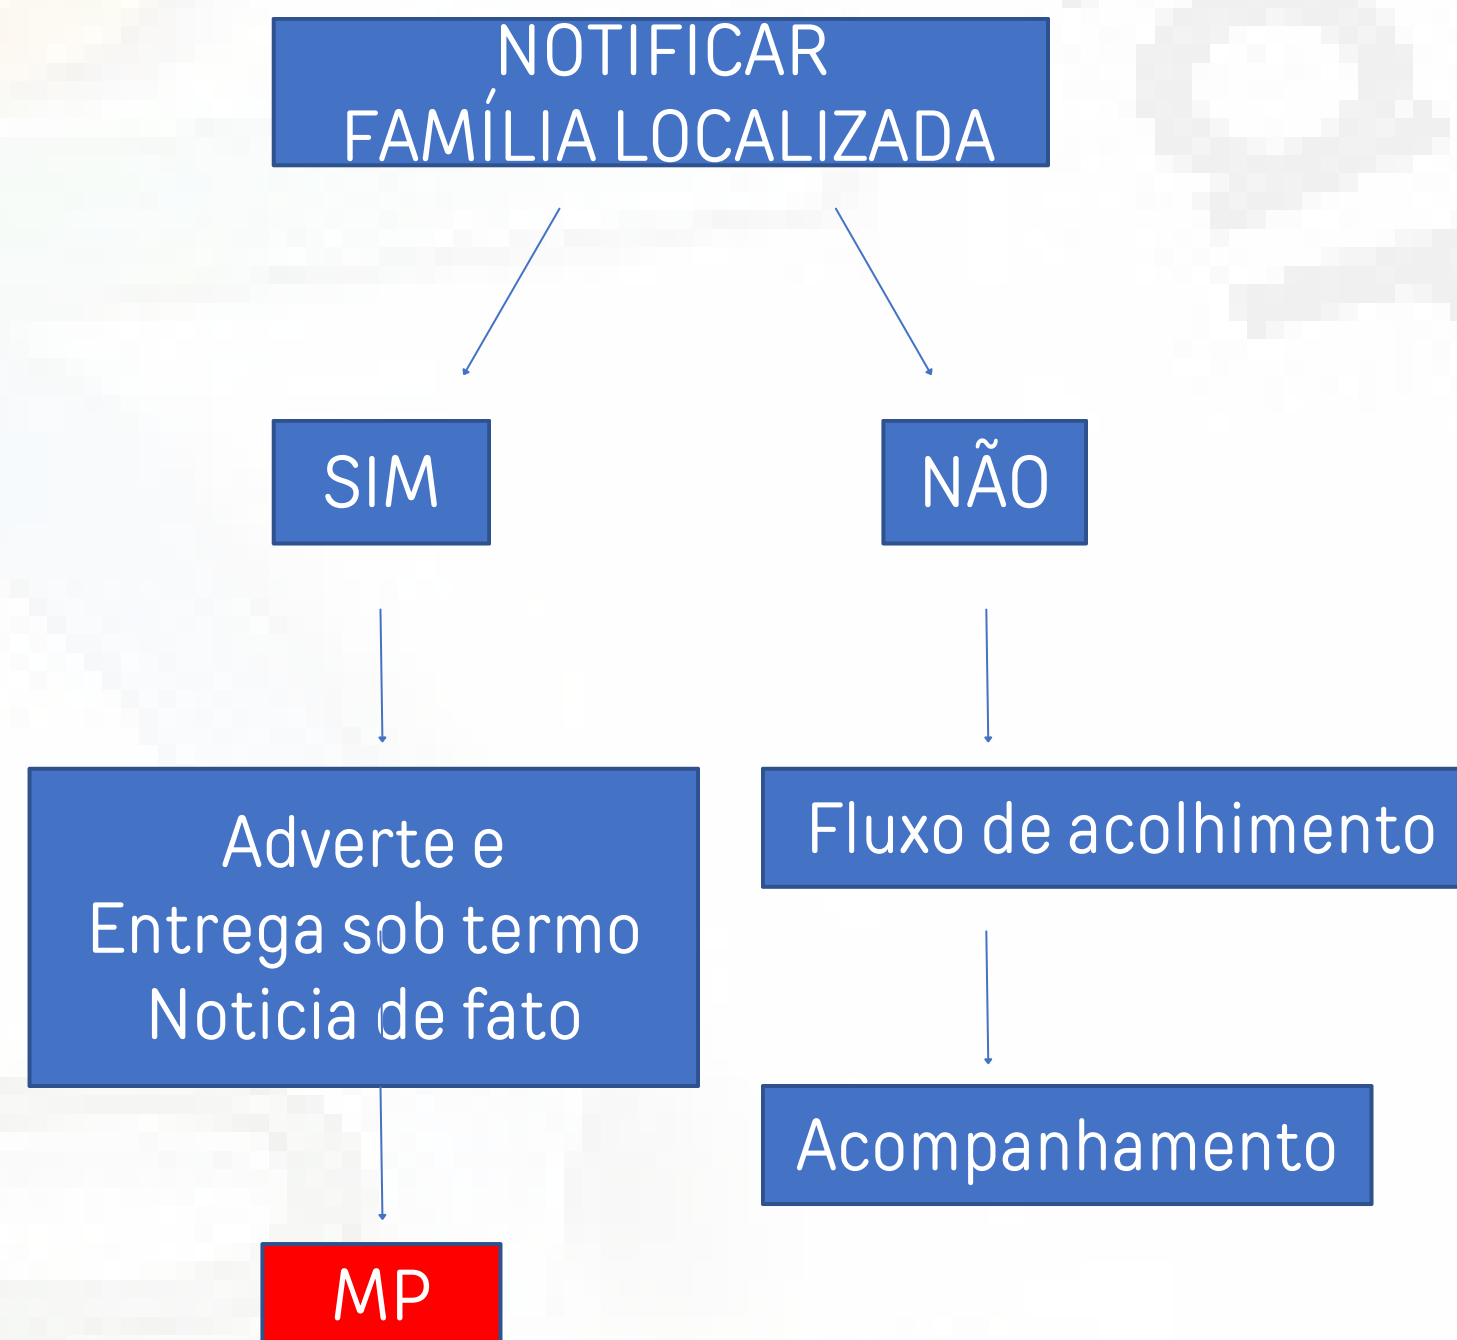 NOTIFICAR
FAMÍLIA LOCALIZADA
SIM
NÃO
Adverte e
Entrega sob termo
Noticia de fato
Fluxo de acolhimento
Acompanhamento
MP